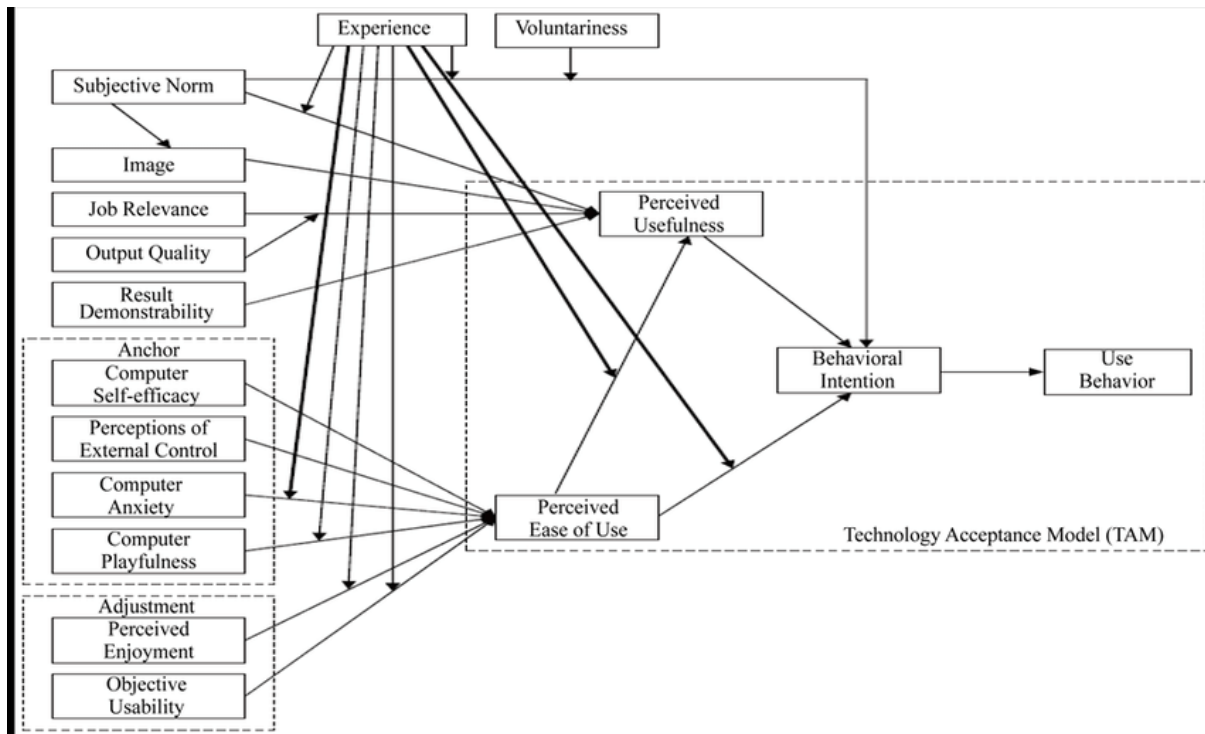 Experience
Voluntariness
Subjective Norm
Image
Job Relevance
Output Quality
Result
Demonstrability
Perceived
Usefulness
Anchor
Computer
Self-efficacy
Perceptions of
External Control
Computer
Anxiety
Computer
Playfulness
Behavioral
Intention
Use
Behavior
Perceived
Ease of Use
Technology Acceptance Model (TAM)
Adjustment
Perceived
Enjoyment
Objective
Usability